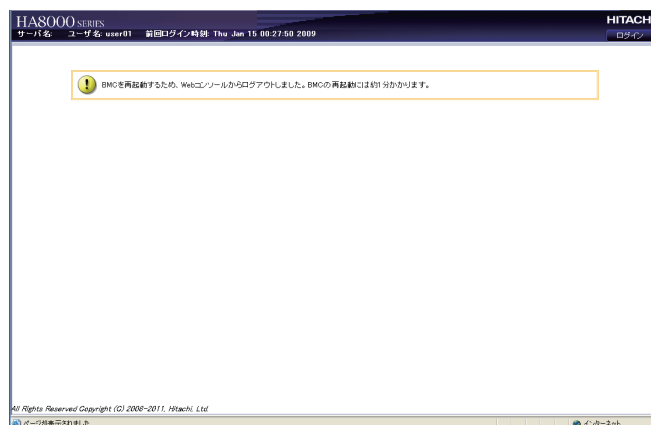 HA8000 SERIES
HITACHI
サーバ名: ユーザ名: user01 前回ログイン時刻: Thu Jan 15 00:27:50 2009
ログイン
BMCを再起動するため、Webコンソールからログアウトしました。BMCの再起動には約1分かかります。
All Rights Reserved Copyright (C) 2006-2011, Hitachi, Ltd.
ページが表示されました
インターネット